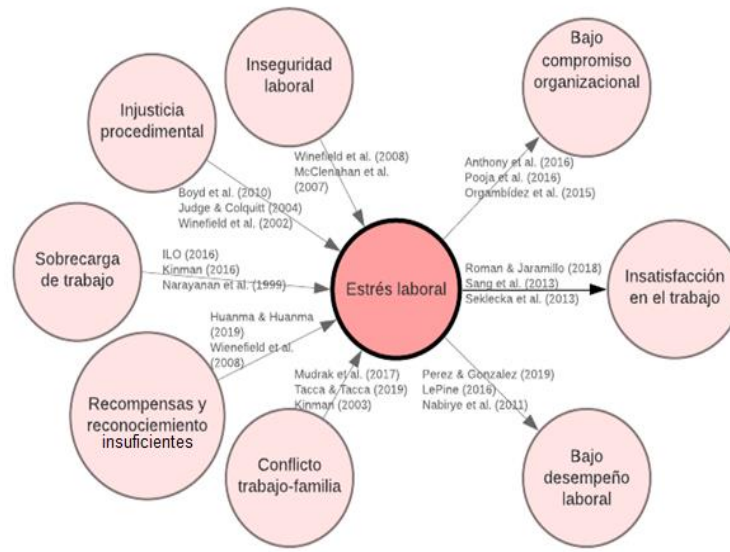 Inseguridad
laboral
Bajo
compromiso
organizacional
Injusticia
procedimental
Winefield et al. (2008)
McClenahan et al.
(2007)
Anthony et al. (2016)
Pooja et al. (2016)
Orgambídez et al. (2015)
Boyd et al. (2010)
Judge & Colquitt (2004)
Winefield et al. (2002)
Sobrecarga
de trabajo
ILO (2016)
Kinman (2016)
Narayanan et al. (1999)
Estrés laboral
Roman & Jaramillo (2018)
Sang et al. (2013)
Seklecka et al. (2013)
Insatisfacción
en el trabajo
Huanma & Huanma
(2019)
Wienefield et al.
(2008)
Recompensas y
reconociemiento
insuficientes
Mudrak et al. (2017)
Tacca & Tacca (2019)
Kinman (2003)
Perez & Gonzalez (2019)
LePine (2016)
Nabirye et al. (2011)
Conflicto
trabajo-familia
Bajo
desempeño
laboral